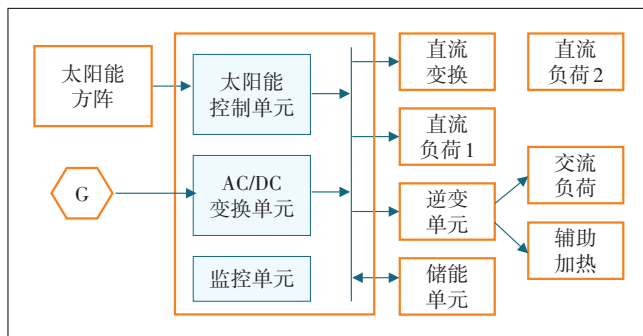 太阳能
方阵
G
太阳能
控制单元
AC/DC
变换单元
监控单元
直流
变换
直流
负荷2
直流
负荷1
逆变
单元
交流
负荷
辅助
加热
储能
单元